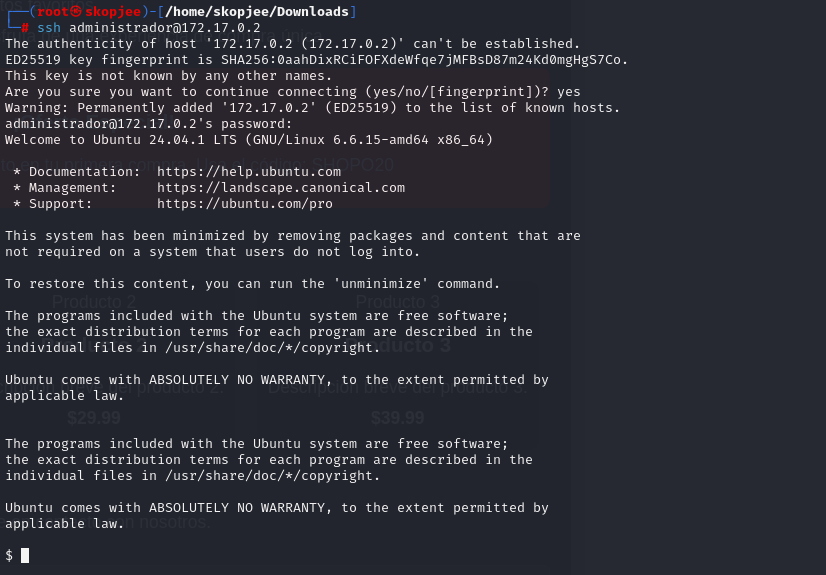 ┌──(root㉿skopjee)-[/home/skopjee/Downloads]
└─# ssh administrador@172.17.0.2
The authenticity of host '172.17.0.2 (172.17.0.2)' can't be established.
ED25519 key fingerprint is SHA256:0aahDixRCiFOFXdeWfqe7jMFBsD87m24Kd0mgHgS7Co.
This key is not known by any other names.
Are you sure you want to continue connecting (yes/no/[fingerprint])? yes
Warning: Permanently added '172.17.0.2' (ED25519) to the list of known hosts.
administrador@172.17.0.2's password:
Welcome to Ubuntu 24.04.1 LTS (GNU/Linux 6.6.15-amd64 x86_64)
* Documentation:  https://help.ubuntu.com
* Management:     https://landscape.canonical.com
* Support:        https://ubuntu.com/pro
This system has been minimized by removing packages and content that are
not required on a system that users do not log into.
To restore this content, you can run the 'unminimize' command.
Producto 2 Producto 3
The programs included with the Ubuntu system are free software;
the exact distribution terms for each program are described in the
individual files in /usr/share/doc/*/copyright.
Producto 3
Ubuntu comes with ABSOLUTELY NO WARRANTY, to the extent permitted by
applicable law.
$29.99 $39.99
The programs included with the Ubuntu system are free software;
the exact distribution terms for each program are described in the
individual files in /usr/share/doc/*/copyright.
Ubuntu comes with ABSOLUTELY NO WARRANTY, to the extent permitted by
applicable law.
nosotros.
$